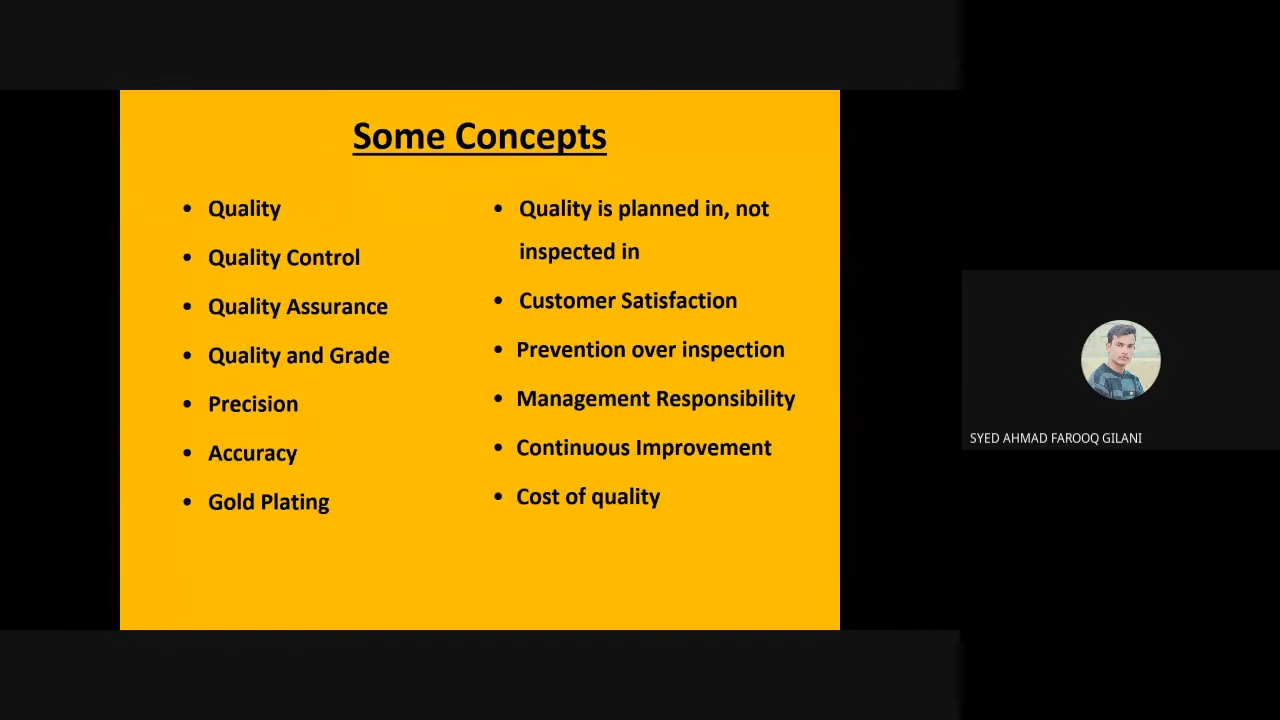 Some Concepts
• Quality
• Quality Control
• Quality Assurance
• Quality and Grade
• Precision
• Accuracy
• Gold Plating
• Quality is planned in, not
inspected in
• Customer Satisfaction
• Prevention over inspection
• Management Responsibility
• Continuous Improvement
• Cost of quality
SYED AHMAD FAROOQ GILANI